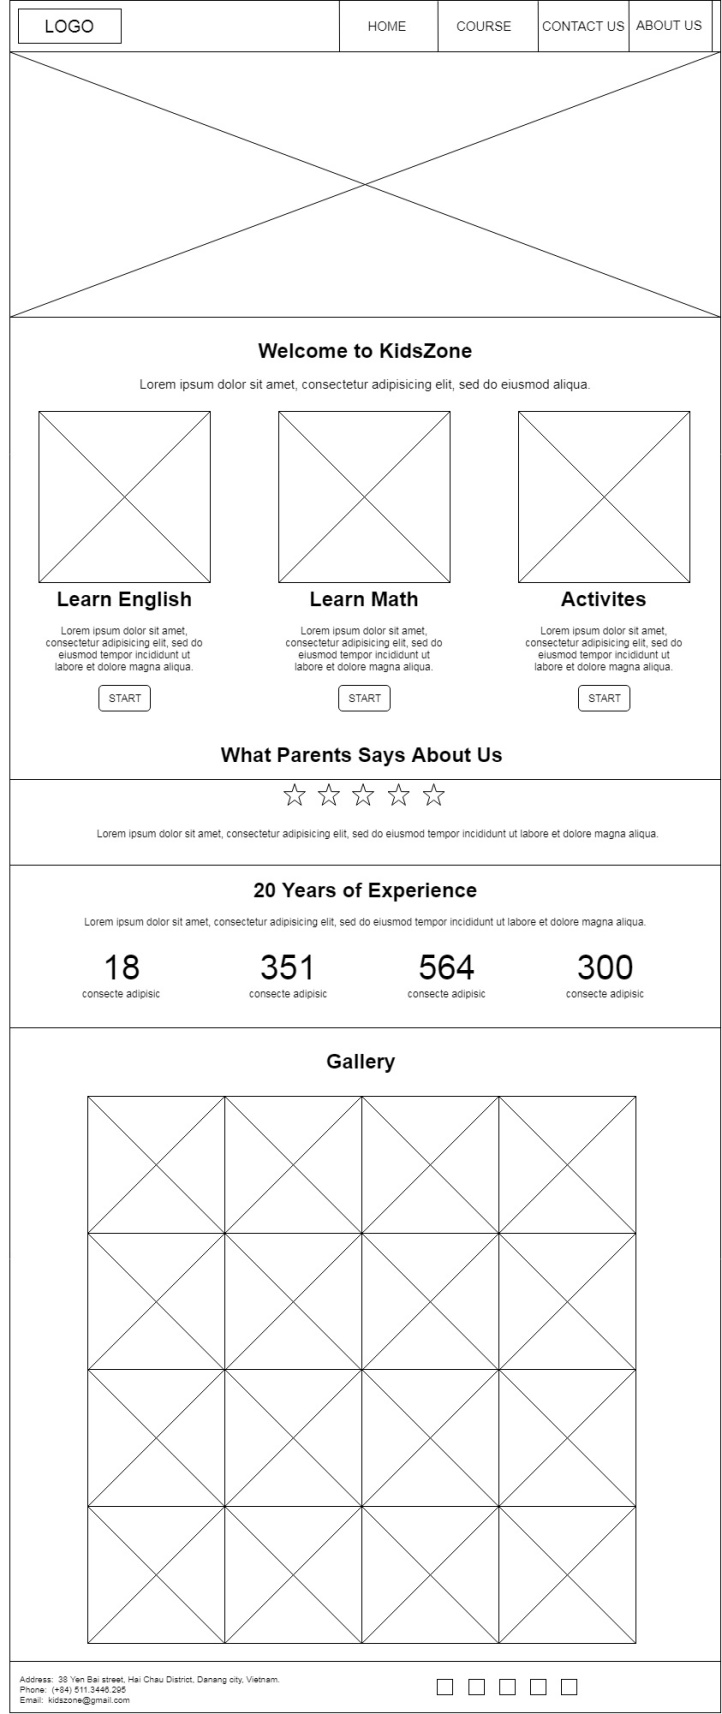 LOGO
HOME
COURSE
CONTACT US
ABOUT US
Welcome to KidsZone
Lorem ipsum dolor sit amet, consectetur adipisicing elit, sed do eiusmod aliqua.
Learn English
Lorem ipsum dolor sit amet,
consectetur adipisicing elit, sed do
eiusmod tempor incididunt ut
labore et dolore magna aliqua.
START
Learn Math
Lorem ipsum dolor sit amet,
consectetur adipisicing elit, sed do
eiusmod tempor incididunt ut
labore et dolore magna aliqua.
START
Activites
Lorem ipsum dolor sit amet,
consectetur adipisicing elit, sed do
eiusmod tempor incididunt ut
labore et dolore magna aliqua.
START
What Parents Says About Us
Lorem ipsum dolor sit amet, consectetur adipisicing elit, sed do eiusmod tempor incididunt ut labore et dolore magna aliqua.
20 Years of Experience
Lorem ipsum dolor sit amet, consectetur adipisicing elit, sed do eiusmod tempor incididunt ut labore et dolore magna aliqua.
18
consecte adipisic
351
consecte adipisic
564
consecte adipisic
300
consecte adipisic
Gallery
Address: 38 Yen Bai street, Hai Chau District, Danang city, Vietnam.
Phone: (+84) 511.3446.295
Email: kidszone@gmail.com